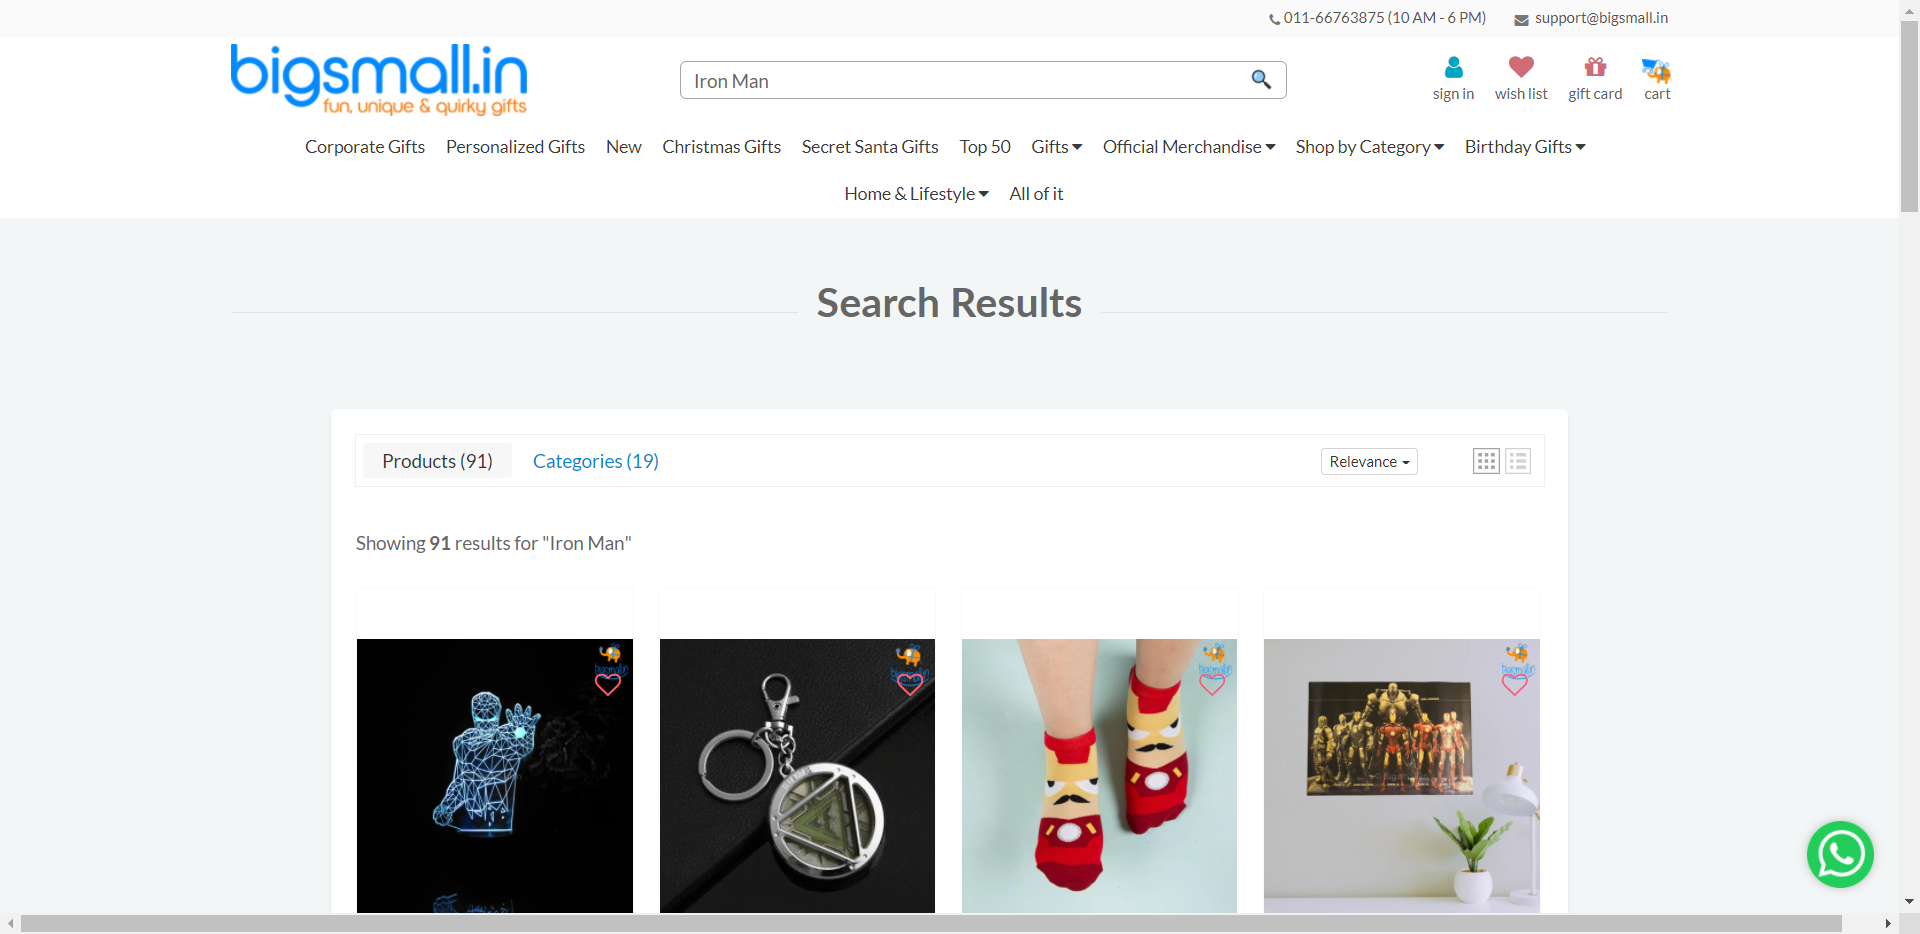 011-66763875 (10 AM - 6 PM) support@bigsmall.in
bigsmall.in
fun, unique & quirky gifts
Iron Man
sign in wish list gift card cart
Corporate Gifts Personalized Gifts New Christmas Gifts Secret Santa Gifts Top 50 Gifts Official Merchandise Shop by Category Birthday Gifts
Home & Lifestyle All of it
Search Results
Products (91) Categories (19) Relevance
Showing 91 results for "Iron Man"
bigsmall.in bigsmall.in bigsmall.in bigsmall.in
© Bigsmall.in